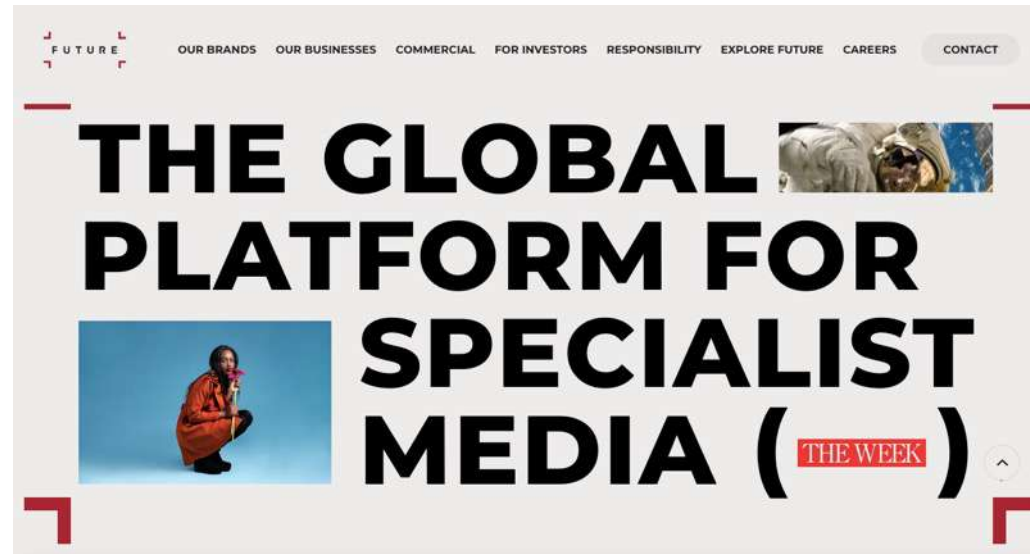 FUTURE
OUR BRANDS OUR BUSINESSES COMMERCIAL FOR INVESTORS RESPONSIBILITY EXPLORE FUTURE CAREERS CONTACT
THE GLOBAL
PLATFORM FOR
SPECIALIST
MEDIA ( THE WEEK )